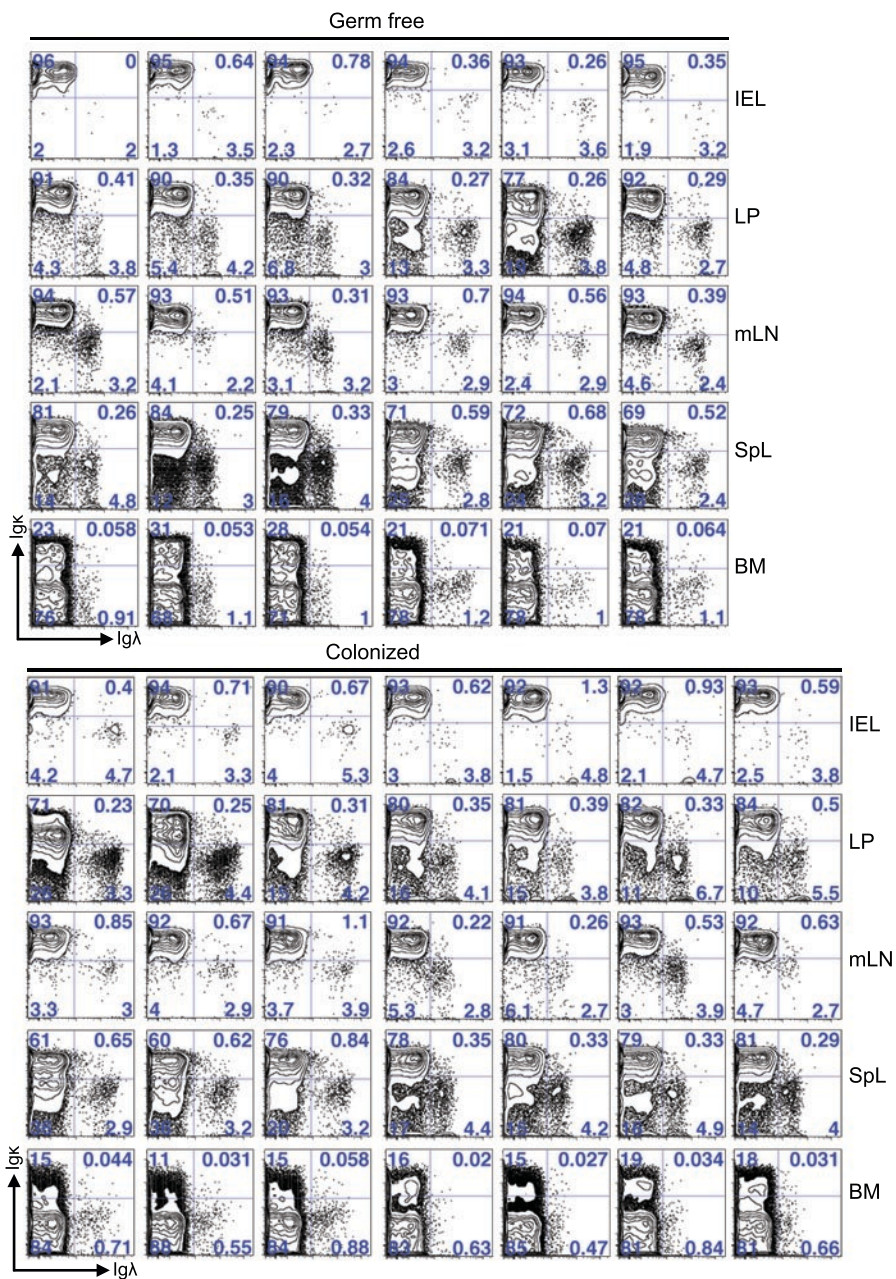 Germ free
96 0 95 0.64 94 0.78 94 0.36 93 0.26 95 0.35
IEL
2 2 1.3 3.5 2.3 2.7 2.6 3.2 3.1 3.6 1.9 3.2
91 0.41 90 0.35 90 0.32 84 0.27 77 0.26 92 0.29
LP
4.3 3.8 5.4 4.2 6.8 3 13 3.3 3.8 4.8 2.7
94 0.57 93 0.51 93 0.31 93 0.7 94 0.56 93 0.39
mLN
2.1 3.2 4.1 2.2 3.1 3.2 3 2.9 2.4 2.9 4.6 2.4
81 0.26 84 0.25 79 0.33 71 0.59 72 0.68 69 0.52
SpL
14 4.8 12 3 4 2.8 3.2 2.4
Igκ
23 0.058 31 0.053 28 0.054 21 0.071 21 0.07 21 0.064
BM
76 0.91 68 1.1 71 1 78 1.2 78 1 78 1.1
Igλ
Colonized
91 0.4 94 0.71 90 0.67 93 0.62 92 1.3 92 0.93 93 0.59
IEL
4.2 4.7 2.1 3.3 4 5.3 3 3.8 1.5 4.8 2.1 4.7 2.5 3.8
71 0.23 70 0.25 81 0.31 80 0.35 81 0.39 82 0.33 84 0.5
LP
3.3 4.4 15 4.2 16 4.1 15 3.8 11 6.7 10 5.5
93 0.85 92 0.67 91 1.1 92 0.22 91 0.26 93 0.53 92 0.63
mLN
3.3 3 4 2.9 3.7 3.9 5.3 2.8 6.1 2.7 3 3.9 4.7 2.7
61 0.65 60 0.62 76 0.84 78 0.35 80 0.33 79 0.33 81 0.29
SpL
2.9 3.2 20 3.2 17 4.4 4.2 4.9 14 4
Igκ
15 0.044 11 0.031 15 0.058 16 0.02 15 0.027 19 0.034 18 0.031
BM
84 0.71 88 0.55 84 0.88 83 0.63 85 0.47 81 0.84 81 0.66
Igλ